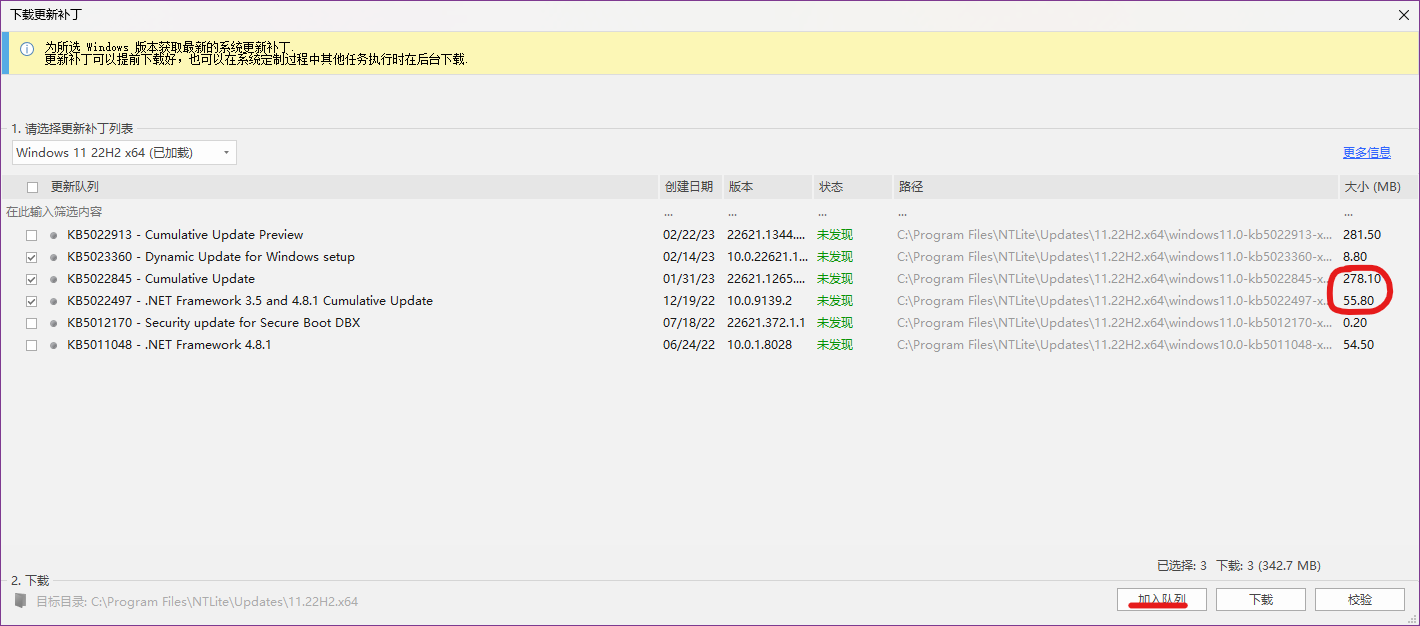 下载更新补丁
为所选 Windows 版本获取最新的系统更新补丁.
更新补丁可以提前下载好，也可以在系统定制过程中其他任务执行时在后台下载.
1. 请选择更新补丁列表
Windows 11 22H2 x64 (已加载)
更多信息
更新队列 创建日期 版本 状态 路径 大小 (MB)
在此输入筛选内容 ... ... ... ... ...
KB5022913 - Cumulative Update Preview 02/22/23 22621.1344.... 未发现 C:\Program Files\NTLite\Updates\11.22H2.x64\windows11.0-kb5022913-x... 281.50
KB5023360 - Dynamic Update for Windows setup 02/14/23 10.0.22621.1... 未发现 C:\Program Files\NTLite\Updates\11.22H2.x64\windows11.0-kb5023360-x... 8.80
KB5022845 - Cumulative Update 01/31/23 22621.1265.... 未发现 C:\Program Files\NTLite\Updates\11.22H2.x64\windows11.0-kb5022845-x... 278.10
KB5022497 - .NET Framework 3.5 and 4.8.1 Cumulative Update 12/19/22 10.0.9139.2 未发现 C:\Program Files\NTLite\Updates\11.22H2.x64\windows11.0-kb5022497-x... 55.80
KB5012170 - Security update for Secure Boot DBX 07/18/22 22621.372.1.1 未发现 C:\Program Files\NTLite\Updates\11.22H2.x64\windows11.0-kb5012170-x... 0.20
KB5011048 - .NET Framework 4.8.1 06/24/22 10.0.1.8028 未发现 C:\Program Files\NTLite\Updates\11.22H2.x64\windows10.0-kb5011048-x... 54.50
已选择: 3 下载: 3 (342.7 MB)
2. 下载
目标目录: C:\Program Files\NTLite\Updates\11.22H2.x64
加入队列 下载 校验